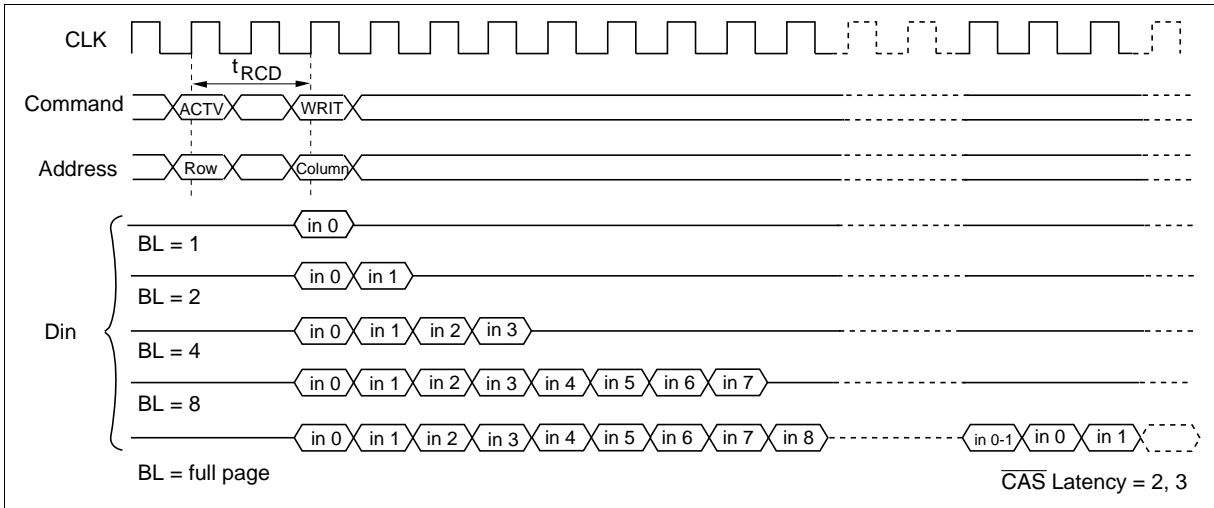 CLK
tRCD
Command ACTV WRIT
Address Row Column
in 0
BL = 1
in 0 in 1
BL = 2
Din
in 0 in 1 in 2 in 3
BL = 4
in 0 in 1 in 2 in 3 in 4 in 5 in 6 in 7
BL = 8
in 0 in 1 in 2 in 3 in 4 in 5 in 6 in 7 in 8 in 0-1 in 0 in 1
BL = full page
CAS Latency = 2, 3